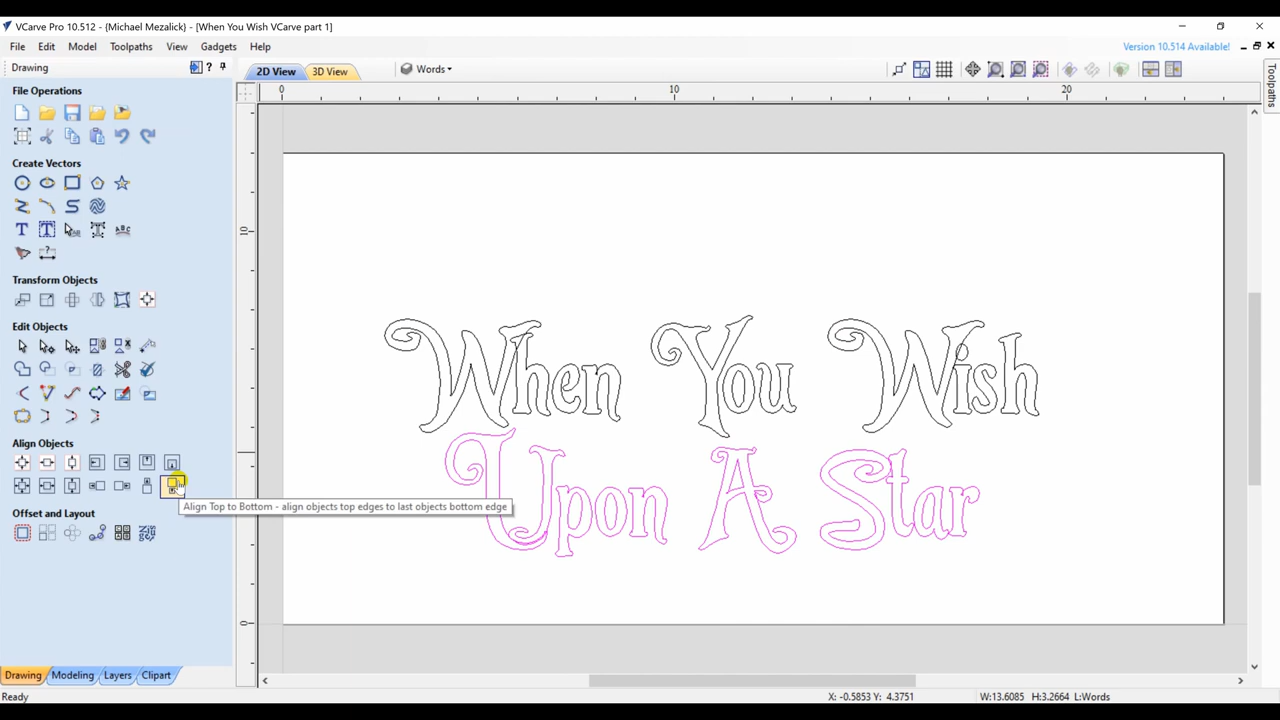 VCarve Pro 10.512 - {Michael Mezalick} - [When You Wish VCarve part 1]
File Edit Model Toolpaths View Gadgets Help
Version 10.514 Available!
Drawing
2D View
3D View
Words
Toolpaths
File Operations
Create Vectors
Transform Objects
Edit Objects
Align Objects
Offset and Layout
0 10 20
10
0
When You Wish
Upon A Star
Align Top to Bottom - align objects top edges to last objects bottom edge
Drawing Modeling Layers Clipart
Ready
X: -0.5853 Y: 4.3751
W:13.6085 H:3.2664 L:Words